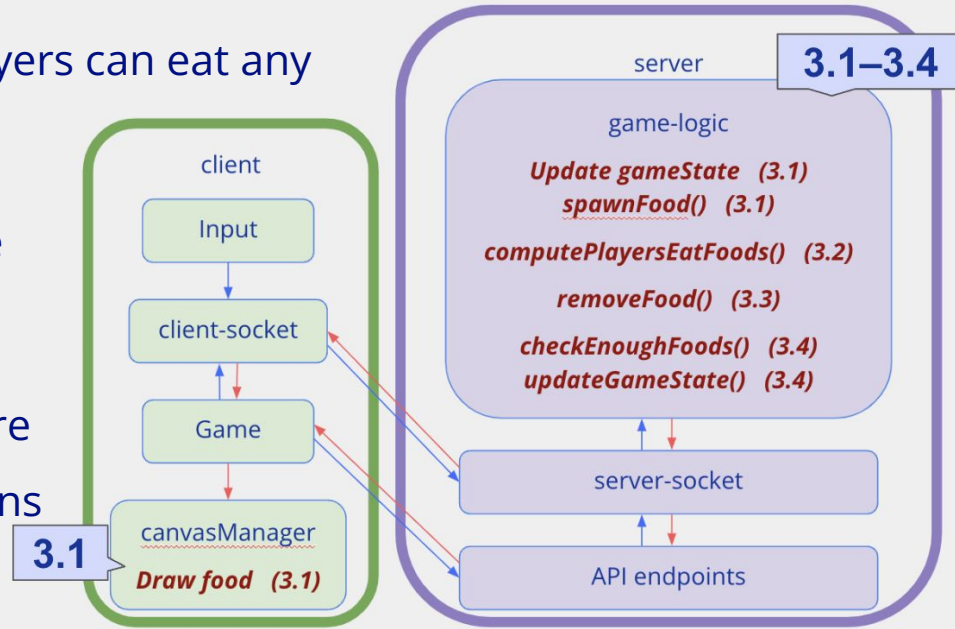 yers can eat any
e
re
ns
client
Input
client-socket
Game
canvasManager
Draw food (3.1)
3.1
server
3.1–3.4
game-logic
Update gameState (3.1)
spawnFood() (3.1)
computePlayersEatFoods() (3.2)
removeFood() (3.3)
checkEnoughFoods() (3.4)
updateGameState() (3.4)
server-socket
API endpoints